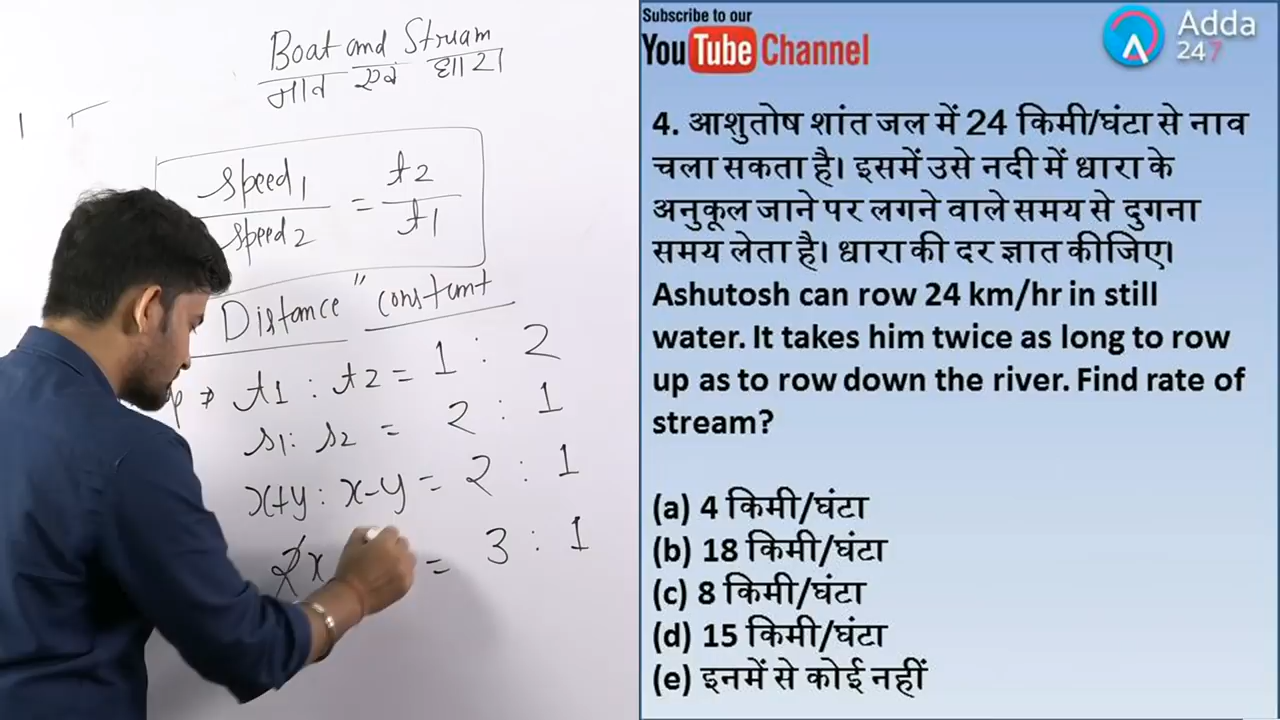 Boat and Stream
नाव एवं धारा
speed1 / speed2 = t2 / t1
Distance "constant
t1 : t2 = 1 : 2
s1 : s2 = 2 : 1
x+y : x-y = 2 : 1
2x = 3 : 1
Subscribe to our
YouTube Channel
Adda
247
4. आशुतोष शांत जल में 24 किमी/घंटा से नाव
चला सकता है। इसमें उसे नदी में धारा के
अनुकूल जाने पर लगने वाले समय से दुगना
समय लेता है। धारा की दर ज्ञात कीजिए।
Ashutosh can row 24 km/hr in still
water. It takes him twice as long to row
up as to row down the river. Find rate of
stream?
(a) 4 किमी/घंटा
(b) 18 किमी/घंटा
(c) 8 किमी/घंटा
(d) 15 किमी/घंटा
(e) इनमें से कोई नहीं